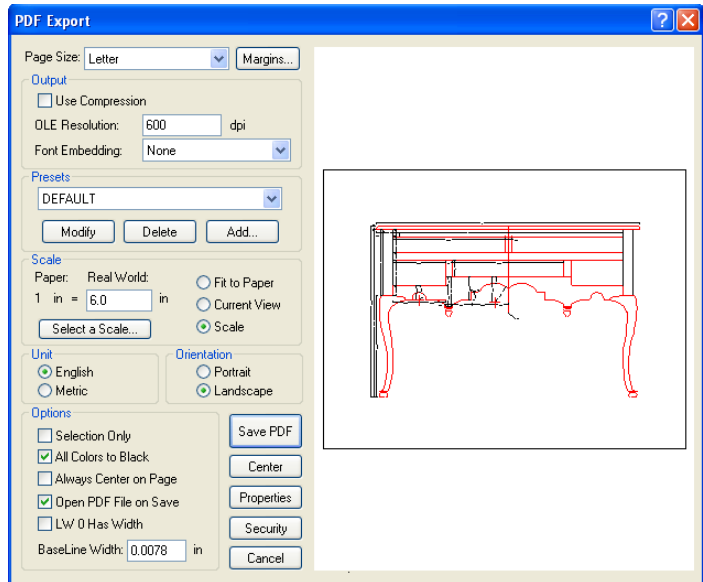 PDF Export
Page Size: Letter Margins...
Output
Use Compression
OLE Resolution: 600 dpi
Font Embedding: None
Presets
DEFAULT
Modify Delete Add...
Scale
Paper: Real World:
1 in = 6.0 in
Select a Scale...
Fit to Paper
Current View
Scale
Unit
English
Metric
Orientation
Portrait
Landscape
Options
Selection Only
All Colors to Black
Always Center on Page
Open PDF File on Save
LW 0 Has Width
BaseLine Width: 0.0078 in
Save PDF
Center
Properties
Security
Cancel